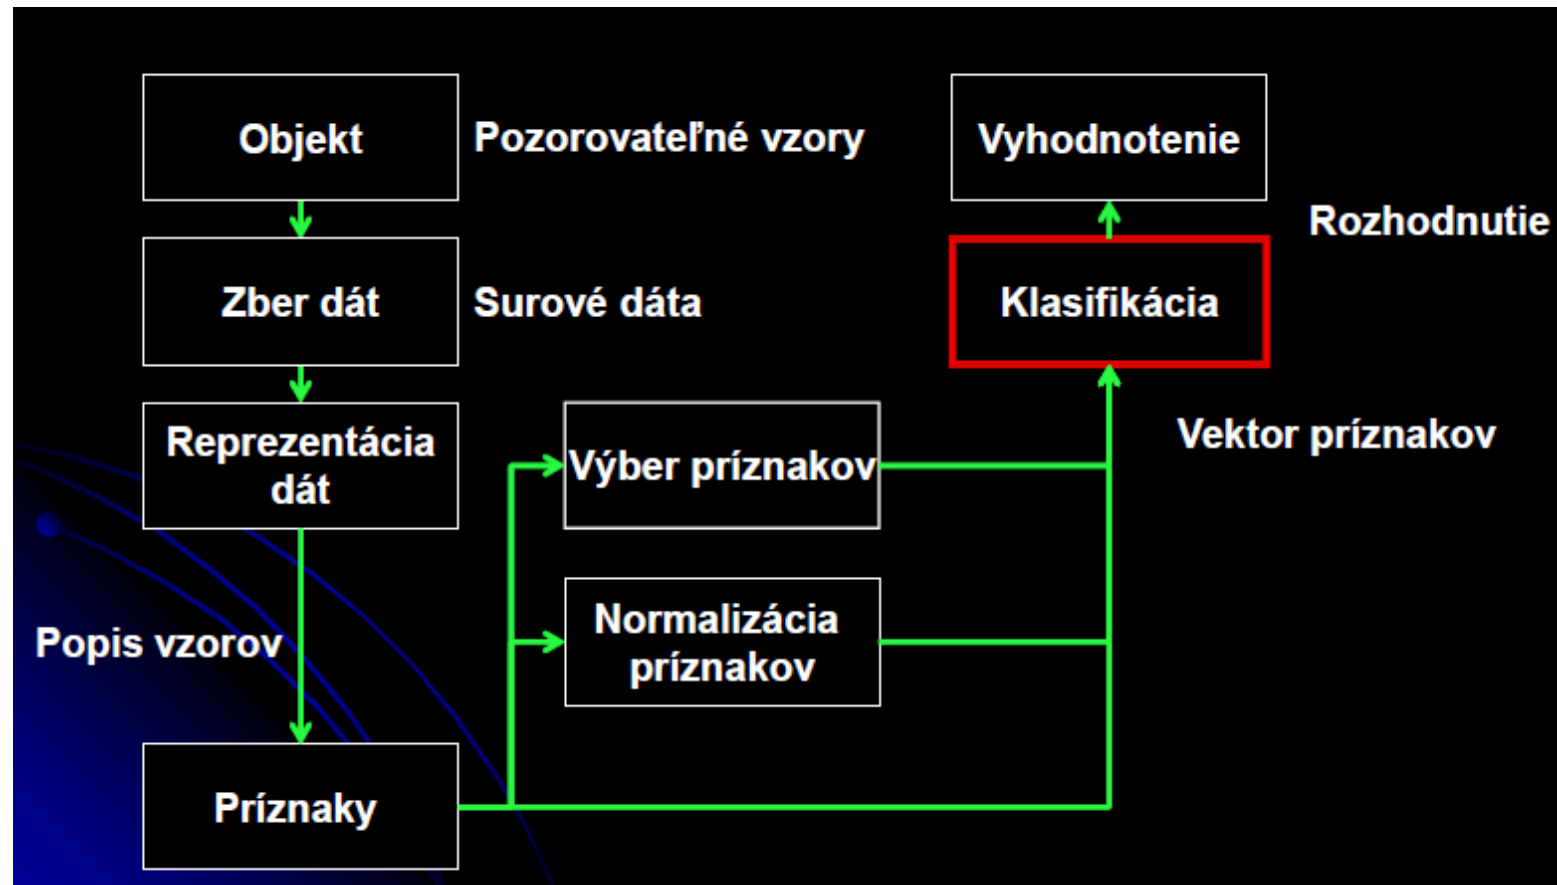 Objekt
Pozorovateľné vzory
Zber dát
Surové dáta
Reprezentácia
dát
Popis vzorov
Príznaky
Výber príznakov
Normalizácia
príznakov
Vektor príznakov
Klasifikácia
Rozhodnutie
Vyhodnotenie